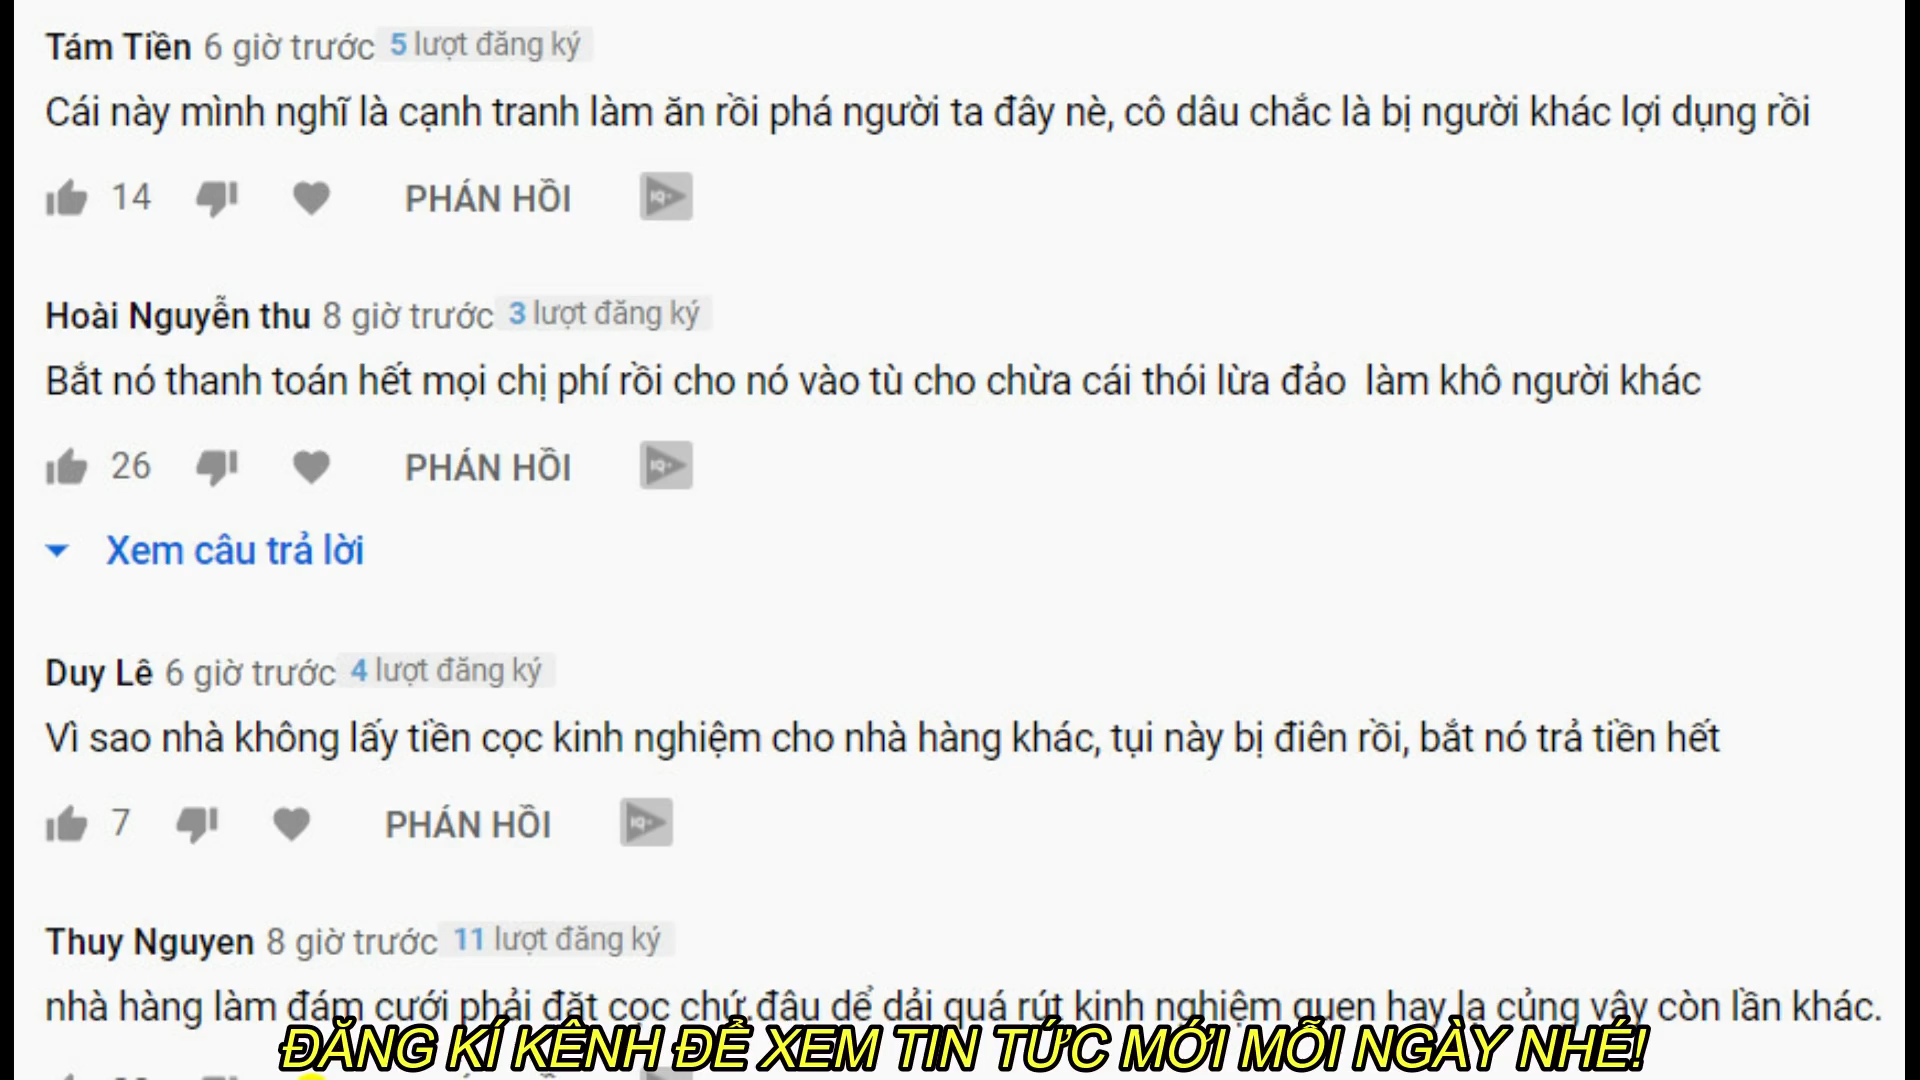 Tám Tiền 6 giờ trước 5 lượt đăng ký
Cái này mình nghĩ là cạnh tranh làm ăn rồi phá người ta đây nè, cô dâu chắc là bị người khác lợi dụng rồi
14 PHẢN HỒI
Hoài Nguyễn thu 8 giờ trước 3 lượt đăng ký
Bắt nó thanh toán hết mọi chị phí rồi cho nó vào tù cho chừa cái thói lừa đảo  làm khô người khác
26 PHẢN HỒI
Xem câu trả lời
Duy Lê 6 giờ trước 4 lượt đăng ký
Vì sao nhà không lấy tiền cọc kinh nghiệm cho nhà hàng khác, tụi này bị điên rồi, bắt nó trả tiền hết
7 PHẢN HỒI
Thuy Nguyen 8 giờ trước 11 lượt đăng ký
nhà hàng làm đám cưới phải đặt cọc chứ.đâu dể dải quá rút kinh nghiệm quen hay lạ củng vậy còn lần khác.
ĐĂNG KÍ KÊNH ĐỂ XEM TIN TỨC MỚI MỖI NGÀY NHÉ!